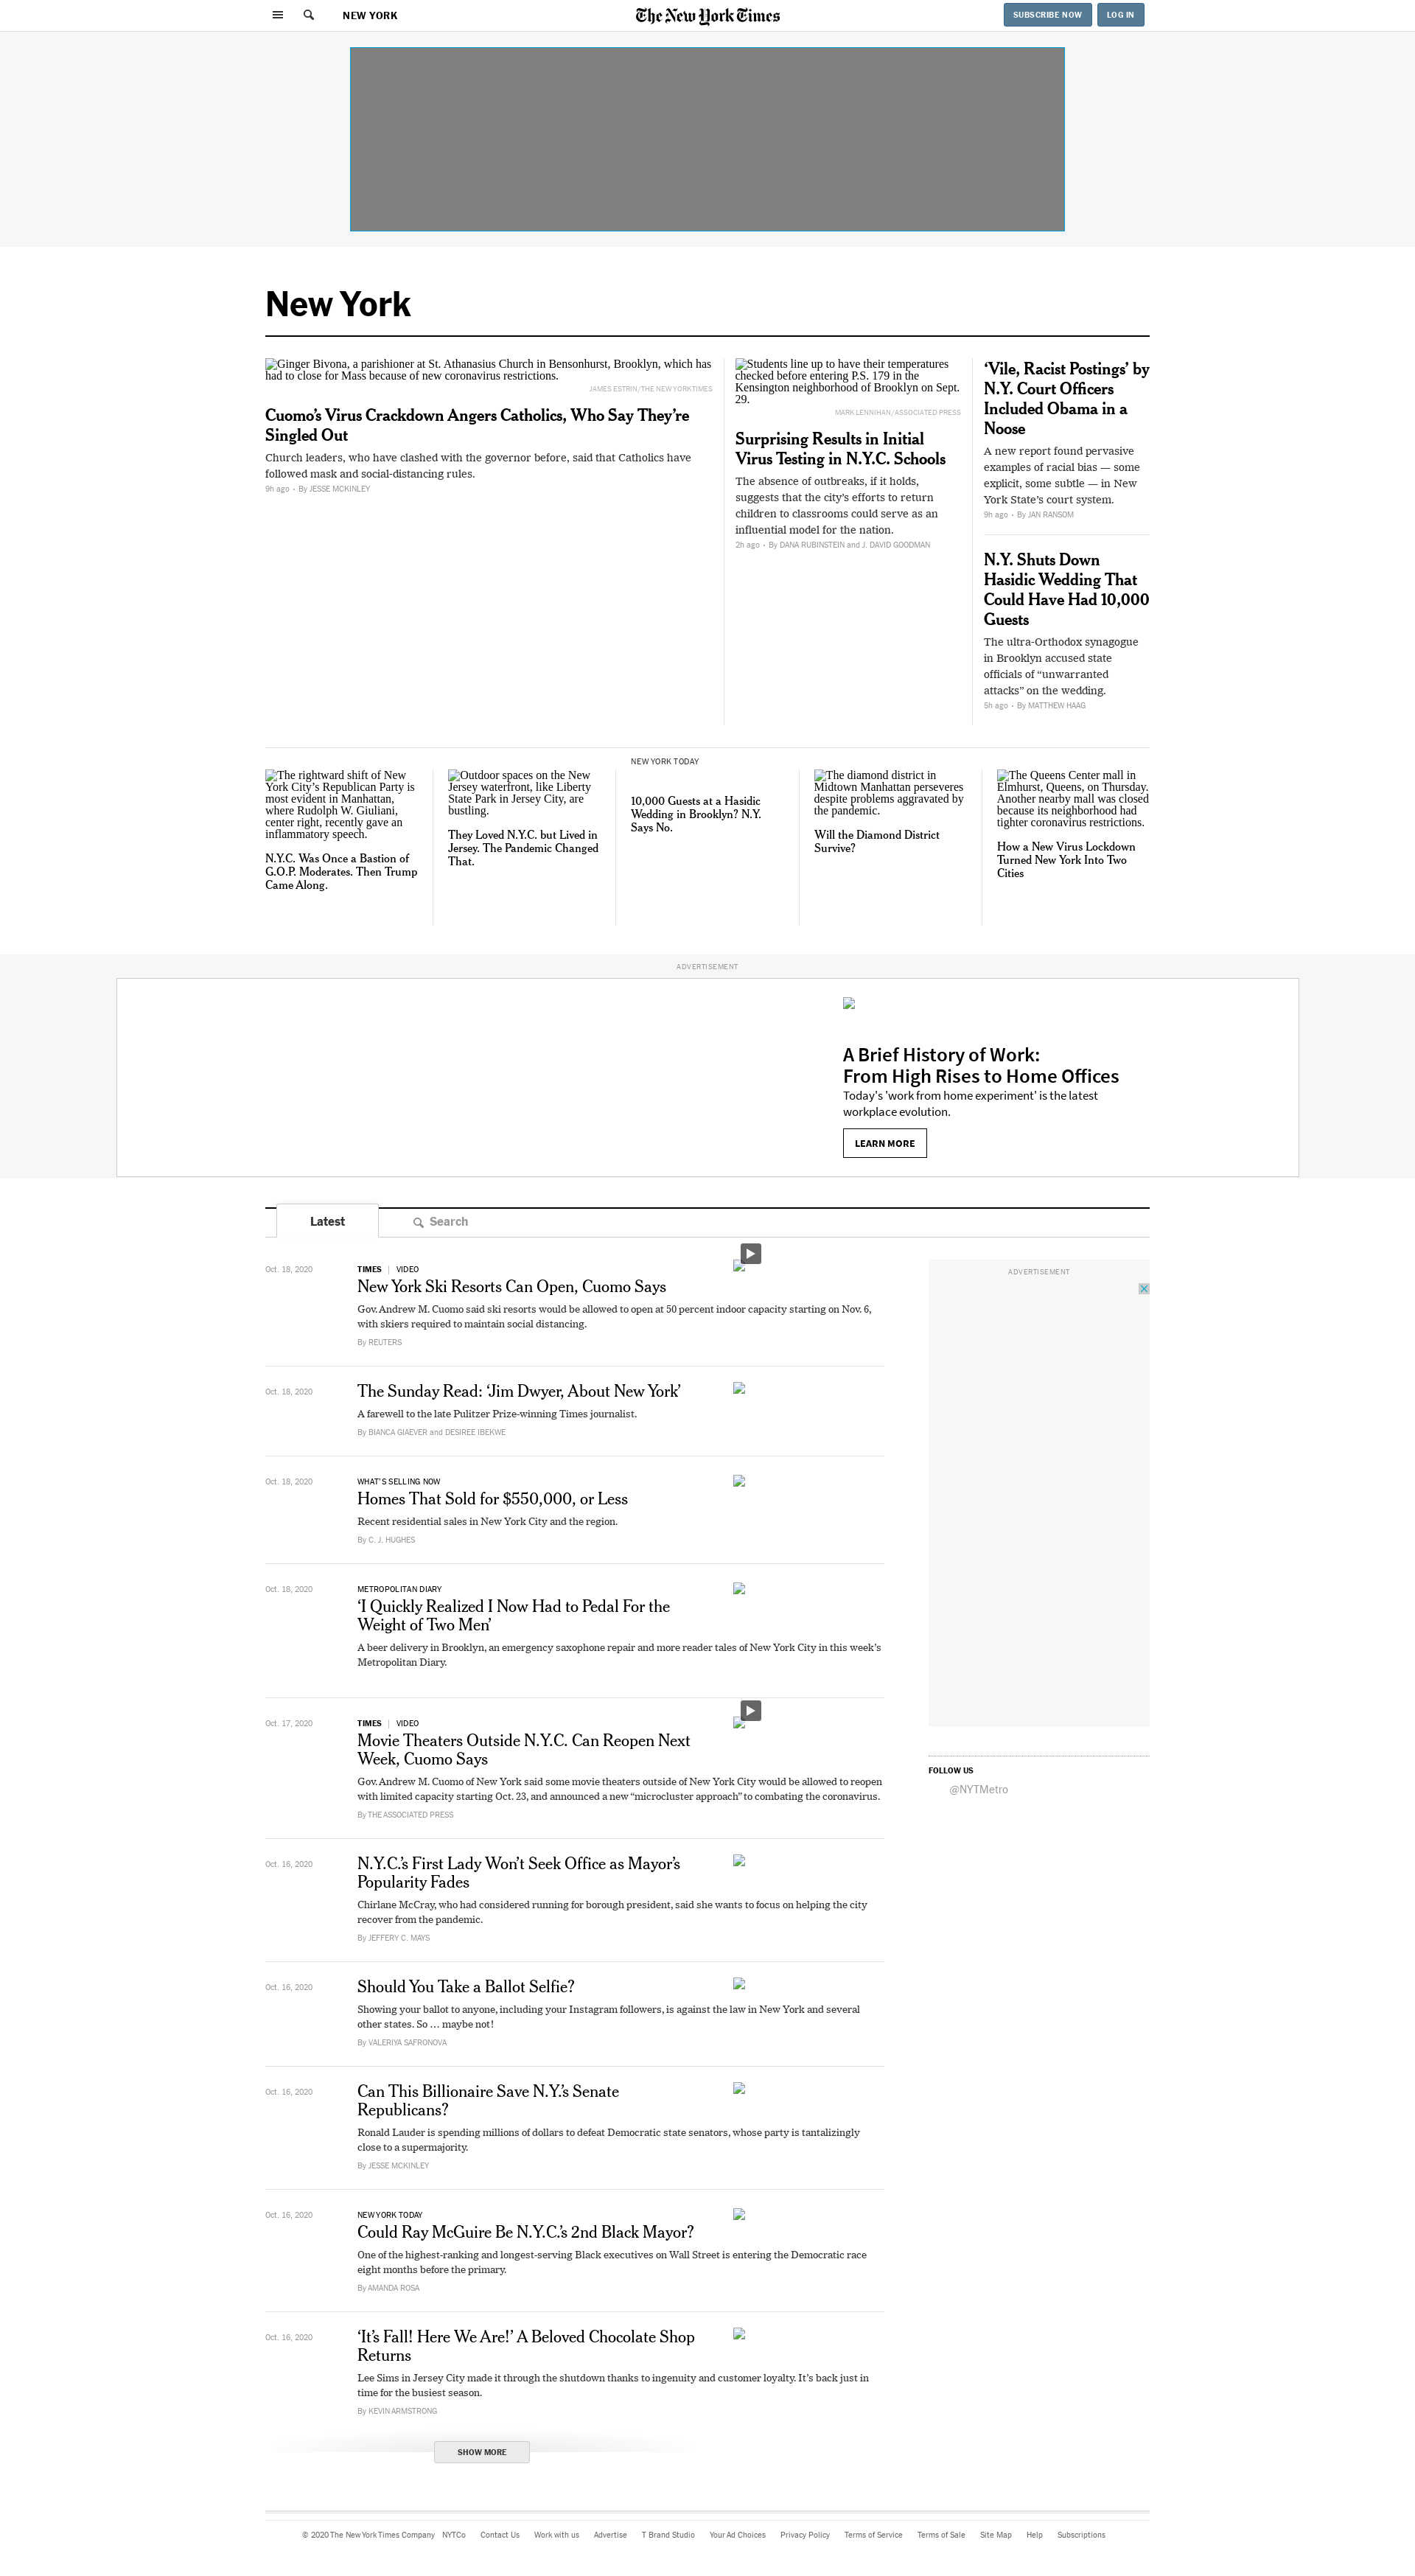 NEW YORK
The New York Times
SUBSCRIBE NOW
LOG IN
New York
Ginger Bivona, a parishioner at St. Athanasius Church in Bensonhurst, Brooklyn, which has
had to close for Mass because of new coronavirus restrictions.
JAMES ESTRIN/THE NEW YORK TIMES
Cuomo’s Virus Crackdown Angers Catholics, Who Say They’re
Singled Out
Church leaders, who have clashed with the governor before, said that Catholics have
followed mask and social-distancing rules.
9h ago • By JESSE MCKINLEY
Students line up to have their temperatures
checked before entering P.S. 179 in the
Kensington neighborhood of Brooklyn on Sept.
29.
MARK LENNIHAN/ASSOCIATED PRESS
Surprising Results in Initial
Virus Testing in N.Y.C. Schools
The absence of outbreaks, if it holds,
suggests that the city’s efforts to return
children to classrooms could serve as an
influential model for the nation.
2h ago • By DANA RUBINSTEIN and J. DAVID GOODMAN
‘Vile, Racist Postings’ by
N.Y. Court Officers
Included Obama in a
Noose
A new report found pervasive
examples of racial bias — some
explicit, some subtle — in New
York State’s court system.
9h ago • By JAN RANSOM
N.Y. Shuts Down
Hasidic Wedding That
Could Have Had 10,000
Guests
The ultra-Orthodox synagogue
in Brooklyn accused state
officials of “unwarranted
attacks” on the wedding.
5h ago • By MATTHEW HAAG
The rightward shift of New
York City’s Republican Party is
most evident in Manhattan,
where Rudolph W. Giuliani,
center right, recently gave an
inflammatory speech.
N.Y.C. Was Once a Bastion of
G.O.P. Moderates. Then Trump
Came Along.
Outdoor spaces on the New
Jersey waterfront, like Liberty
State Park in Jersey City, are
bustling.
They Loved N.Y.C. but Lived in
Jersey. The Pandemic Changed
That.
NEW YORK TODAY
10,000 Guests at a Hasidic
Wedding in Brooklyn? N.Y.
Says No.
The diamond district in
Midtown Manhattan perseveres
despite problems aggravated by
the pandemic.
Will the Diamond District
Survive?
The Queens Center mall in
Elmhurst, Queens, on Thursday.
Another nearby mall was closed
because its neighborhood had
tighter coronavirus restrictions.
How a New Virus Lockdown
Turned New York Into Two
Cities
ADVERTISEMENT
A Brief History of Work:
From High Rises to Home Offices
Today's 'work from home experiment' is the latest
workplace evolution.
LEARN MORE
Latest
Search
Oct. 18, 2020
TIMES | VIDEO
New York Ski Resorts Can Open, Cuomo Says
Gov. Andrew M. Cuomo said ski resorts would be allowed to open at 50 percent indoor capacity starting on Nov. 6,
with skiers required to maintain social distancing.
By REUTERS
Oct. 18, 2020
The Sunday Read: ‘Jim Dwyer, About New York’
A farewell to the late Pulitzer Prize-winning Times journalist.
By BIANCA GIAEVER and DESIREE IBEKWE
Oct. 18, 2020
WHAT’S SELLING NOW
Homes That Sold for $550,000, or Less
Recent residential sales in New York City and the region.
By C. J. HUGHES
Oct. 18, 2020
METROPOLITAN DIARY
‘I Quickly Realized I Now Had to Pedal For the
Weight of Two Men’
A beer delivery in Brooklyn, an emergency saxophone repair and more reader tales of New York City in this week’s
Metropolitan Diary.
Oct. 17, 2020
TIMES | VIDEO
Movie Theaters Outside N.Y.C. Can Reopen Next
Week, Cuomo Says
Gov. Andrew M. Cuomo of New York said some movie theaters outside of New York City would be allowed to reopen
with limited capacity starting Oct. 23, and announced a new “microcluster approach” to combating the coronavirus.
By THE ASSOCIATED PRESS
Oct. 16, 2020
N.Y.C.’s First Lady Won’t Seek Office as Mayor’s
Popularity Fades
Chirlane McCray, who had considered running for borough president, said she wants to focus on helping the city
recover from the pandemic.
By JEFFERY C. MAYS
Oct. 16, 2020
Should You Take a Ballot Selfie?
Showing your ballot to anyone, including your Instagram followers, is against the law in New York and several
other states. So … maybe not!
By VALERIYA SAFRONOVA
Oct. 16, 2020
Can This Billionaire Save N.Y.’s Senate
Republicans?
Ronald Lauder is spending millions of dollars to defeat Democratic state senators, whose party is tantalizingly
close to a supermajority.
By JESSE MCKINLEY
Oct. 16, 2020
NEW YORK TODAY
Could Ray McGuire Be N.Y.C.’s 2nd Black Mayor?
One of the highest-ranking and longest-serving Black executives on Wall Street is entering the Democratic race
eight months before the primary.
By AMANDA ROSA
Oct. 16, 2020
‘It’s Fall! Here We Are!’ A Beloved Chocolate Shop
Returns
Lee Sims in Jersey City made it through the shutdown thanks to ingenuity and customer loyalty. It’s back just in
time for the busiest season.
By KEVIN ARMSTRONG
SHOW MORE
ADVERTISEMENT
FOLLOW US
@NYTMetro
© 2020 The New York Times Company NYTCo Contact Us Work with us Advertise T Brand Studio Your Ad Choices Privacy Policy Terms of Service Terms of Sale Site Map Help Subscriptions